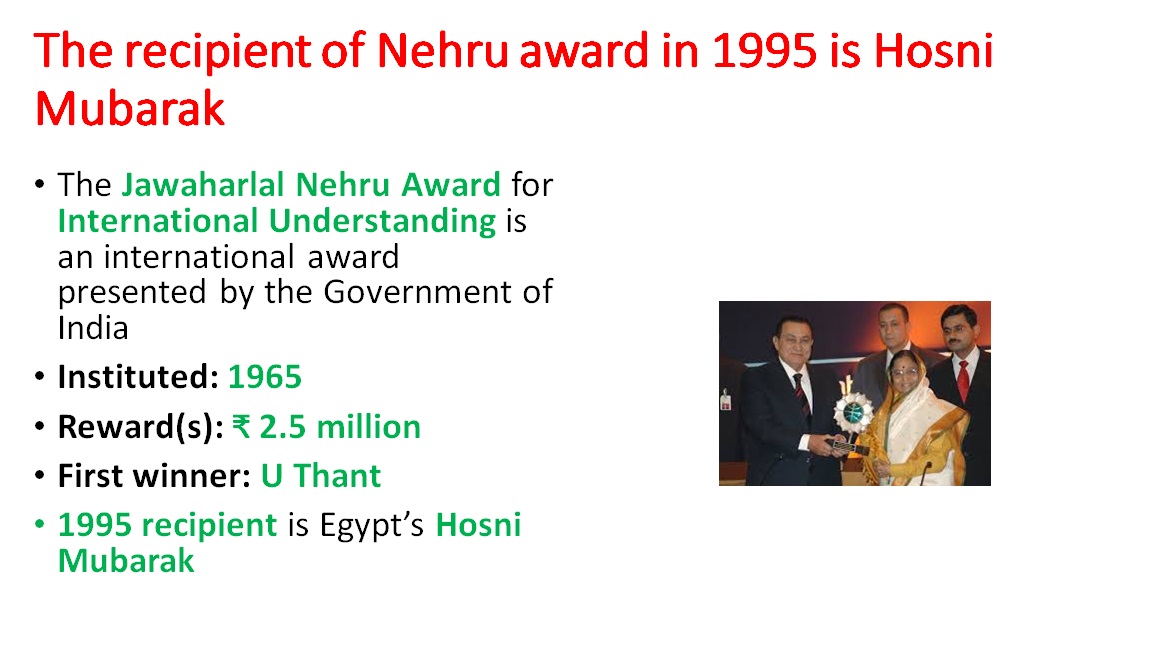 The recipient of Nehru award in 1995 is Hosni
Mubarak
• The Jawaharlal Nehru Award for
International Understanding is
an international award
presented by the Government of
India
• Instituted: 1965
• Reward(s): ₹ 2.5 million
• First winner: U Thant
• 1995 recipient is Egypt’s Hosni
Mubarak